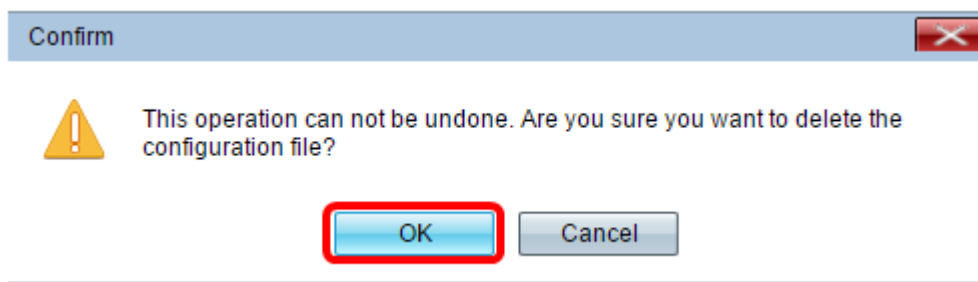 Confirm
This operation can not be undone. Are you sure you want to delete the
configuration file?
OK Cancel